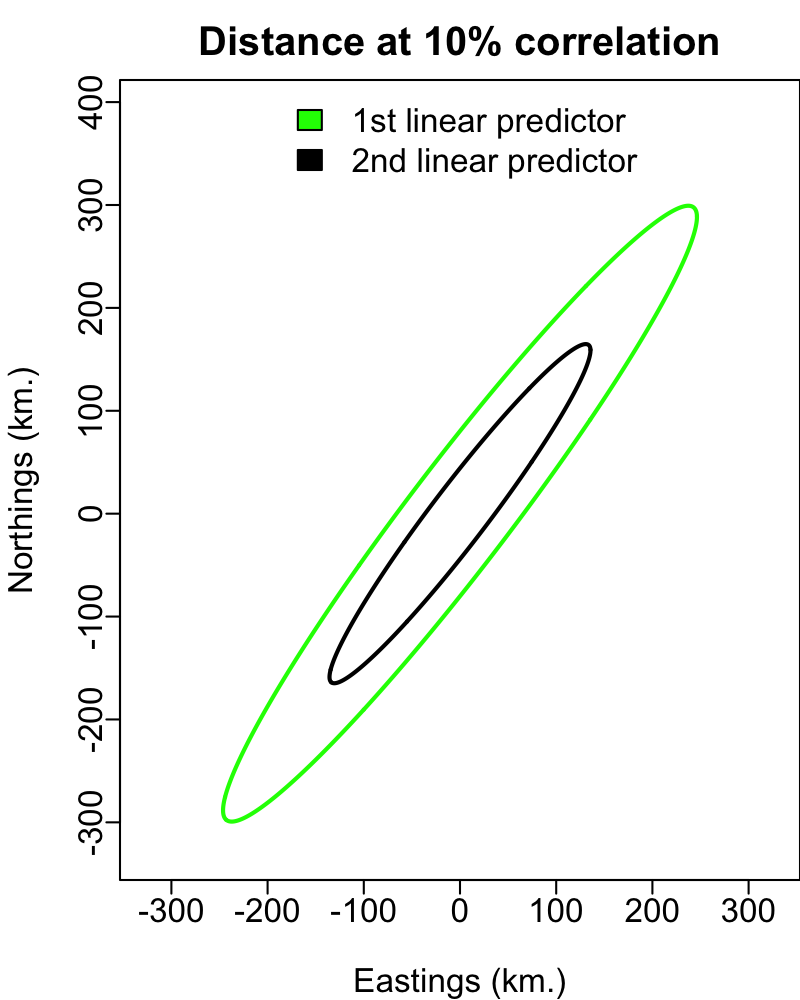 Distance at 10% correlation
1st linear predictor
2nd linear predictor
400
300
200
100
0
-100
-200
-300
Northings (km.)
-300 -200 -100 0 100 200 300
Eastings (km.)